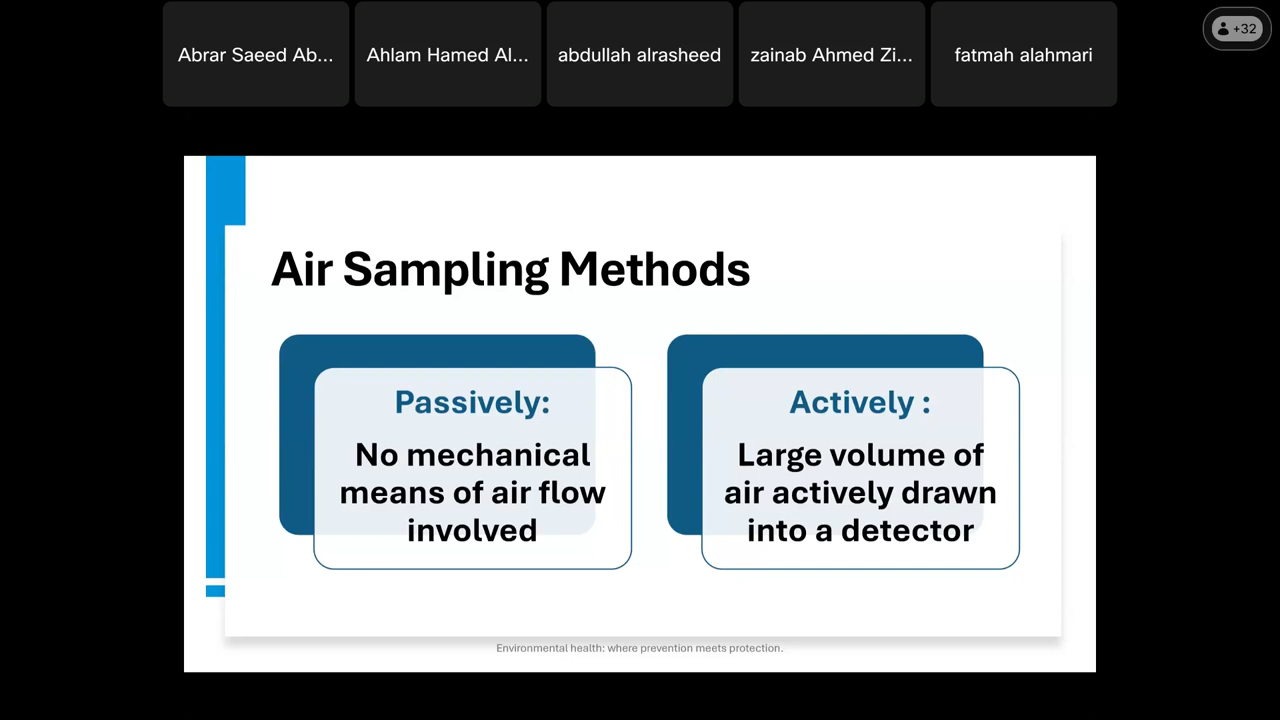 Abrar Saeed Ab...
Ahlam Hamed Al...
abdullah alrasheed
zainab Ahmed Zi...
fatmah alahmari
+32
Air Sampling Methods
Passively:
No mechanical
means of air flow
involved
Actively :
Large volume of
air actively drawn
into a detector
Environmental health: where prevention meets protection.